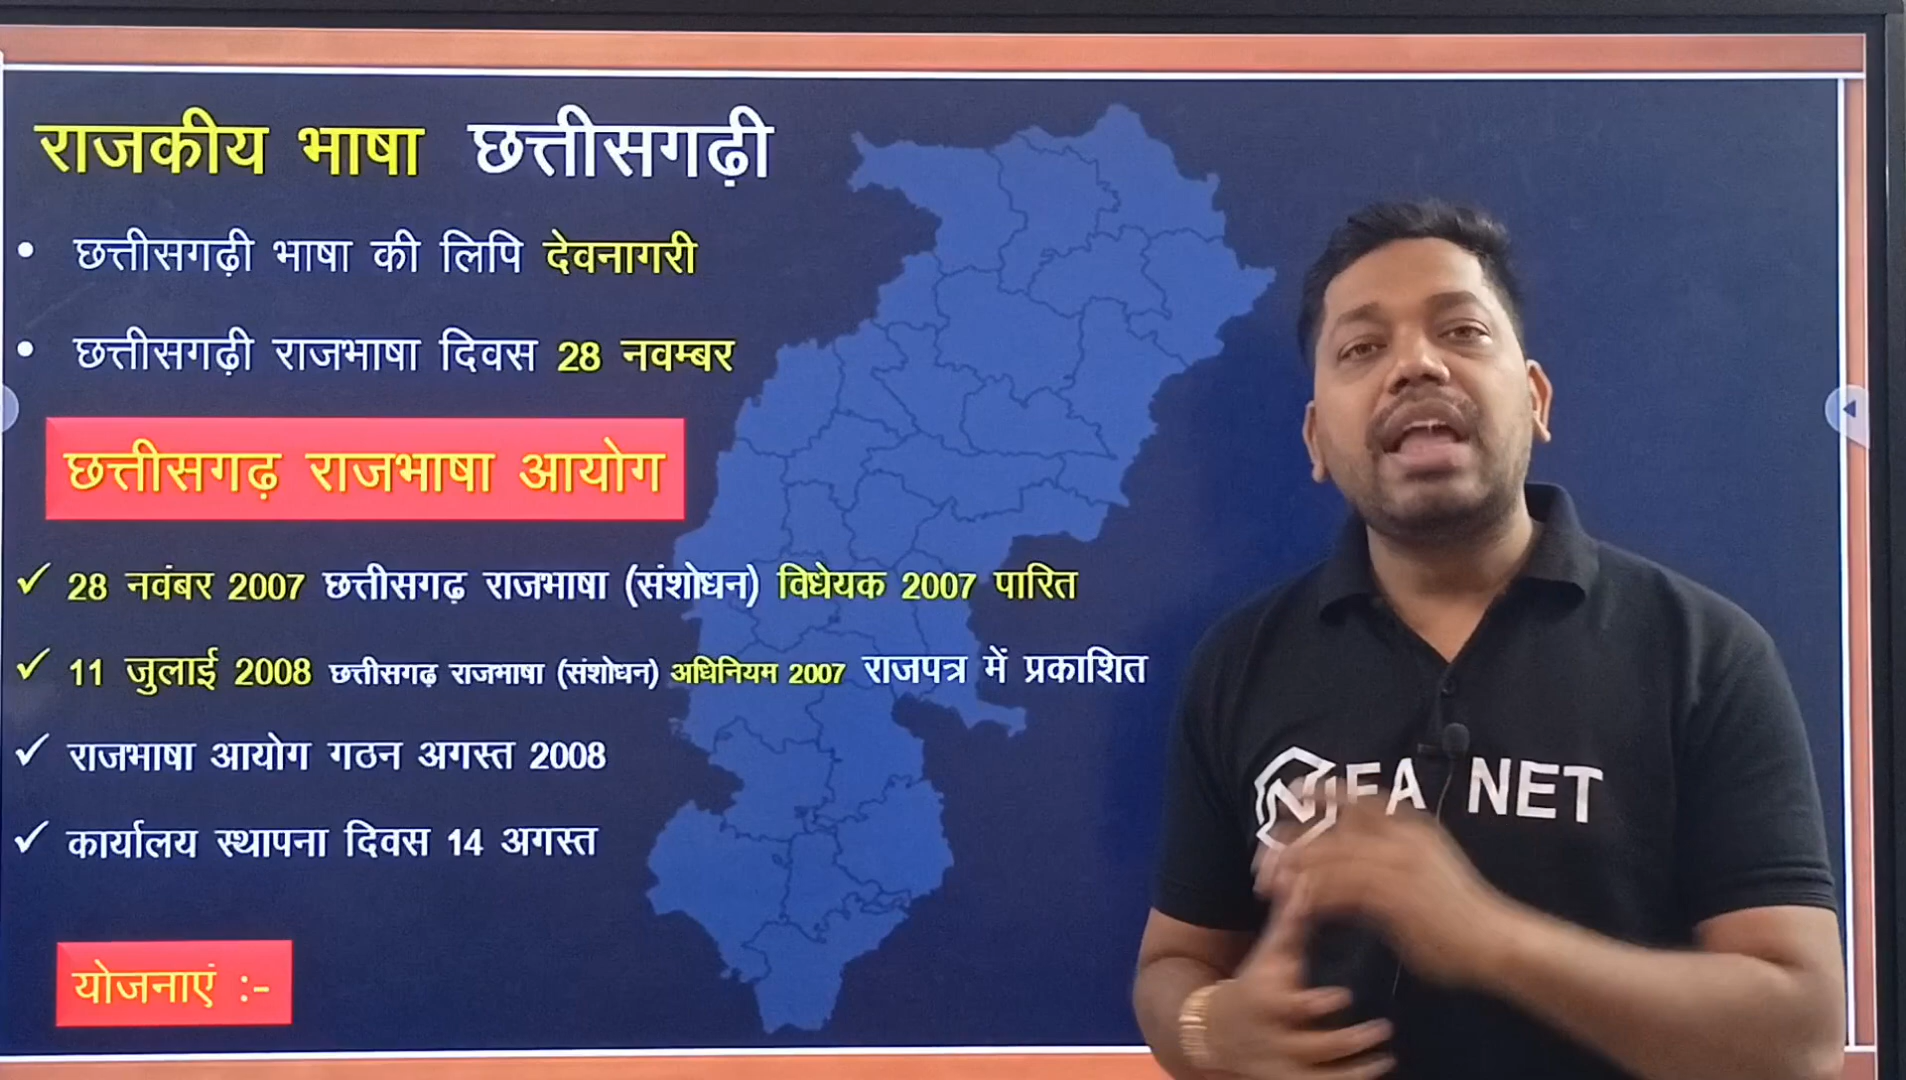 राजकीय भाषा छत्तीसगढ़ी
• छत्तीसगढ़ी भाषा की लिपि देवनागरी
• छत्तीसगढ़ी राजभाषा दिवस 28 नवम्बर
छत्तीसगढ़ राजभाषा आयोग
✓ 28 नवंबर 2007 छत्तीसगढ़ राजभाषा (संशोधन) विधेयक 2007 पारित
✓ 11 जुलाई 2008 छत्तीसगढ़ राजभाषा (संशोधन) अधिनियम 2007 राजपत्र में प्रकाशित
✓ राजभाषा आयोग गठन अगस्त 2008
✓ कार्यालय स्थापना दिवस 14 अगस्त
योजनाएं :-
NET